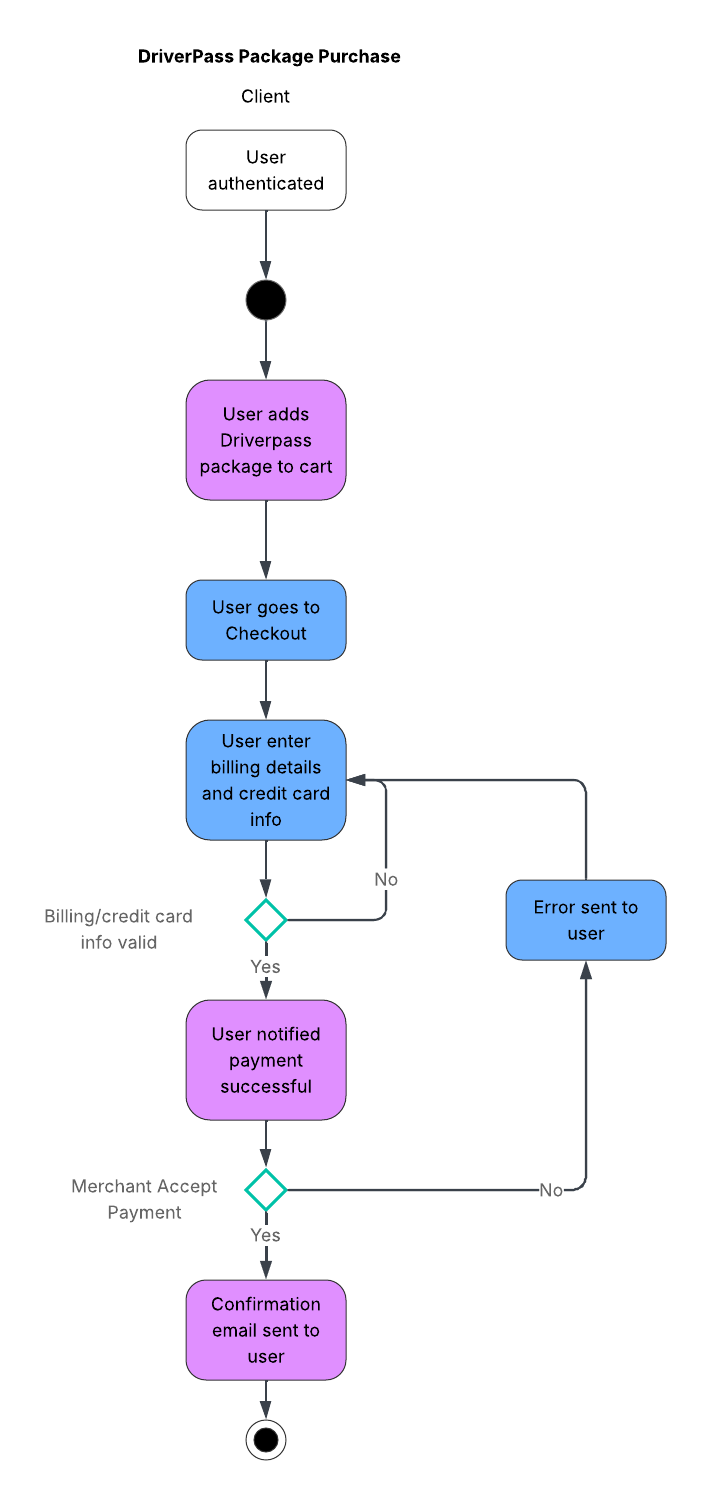 DriverPass Package Purchase
Client
User
authenticated
User adds
Driverpass
package to cart
User goes to
Checkout
User enter
billing details
and credit card
info
No
Billing/credit card
info valid
Error sent to
user
Yes
User notified
payment
successful
Merchant Accept
Payment
No
Yes
Confirmation
email sent to
user